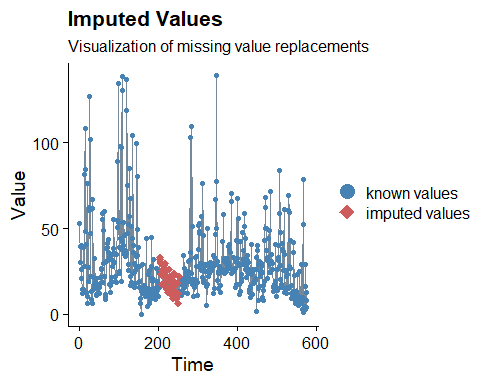 Imputed Values
Visualization of missing value replacements
Value
100
50
0
0
200
400
600
Time
known values
imputed values